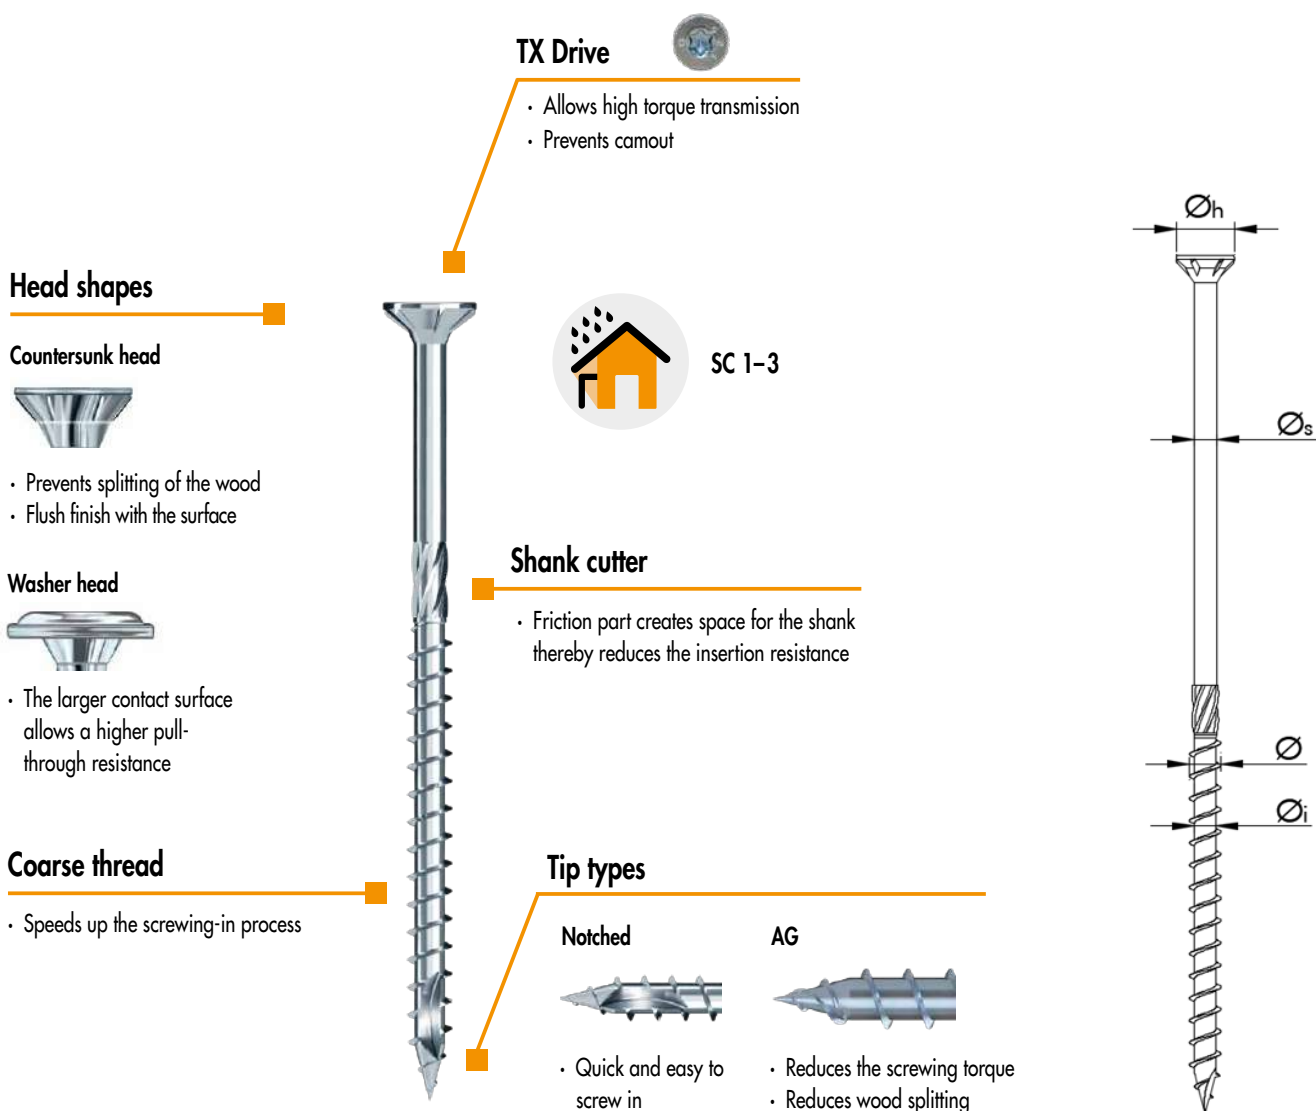 TX Drive
· Allows high torque transmission
· Prevents camout
Head shapes
Countersunk head
· Prevents splitting of the wood
· Flush finish with the surface
Washer head
· The larger contact surface
allows a higher pull-
through resistance
Coarse thread
· Speeds up the screwing-in process
SC 1–3
Shank cutter
· Friction part creates space for the shank
thereby reduces the insertion resistance
Tip types
Notched
· Quick and easy to
screw in
AG
· Reduces the screwing torque
· Reduces wood splitting
Øh
Øs
Ø
Øi